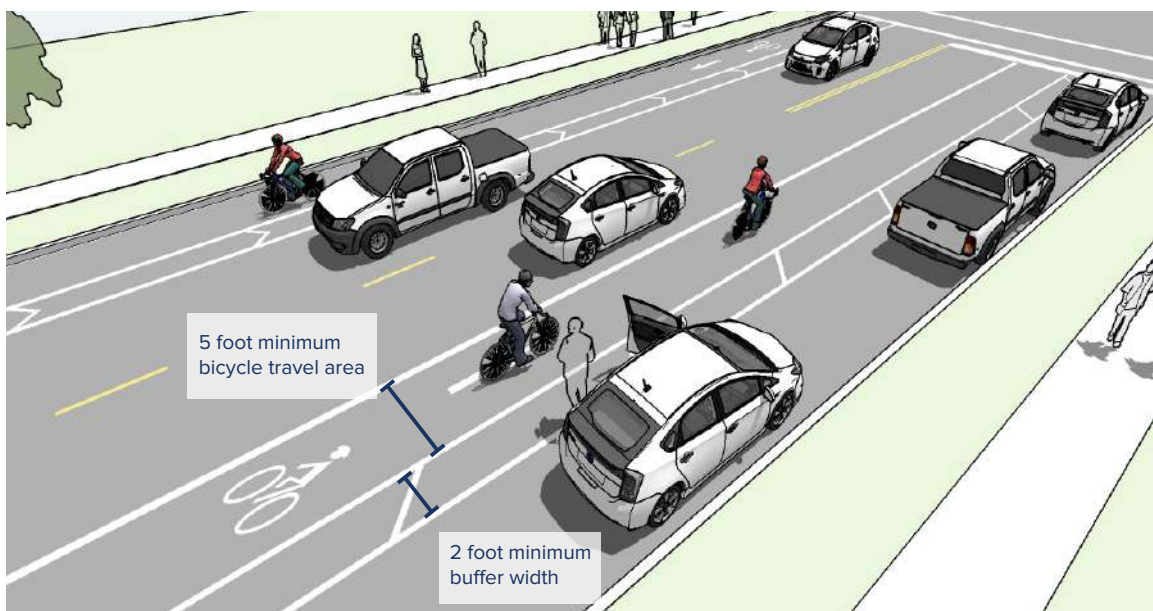 5 foot minimum
bicycle travel area
2 foot minimum
buffer width